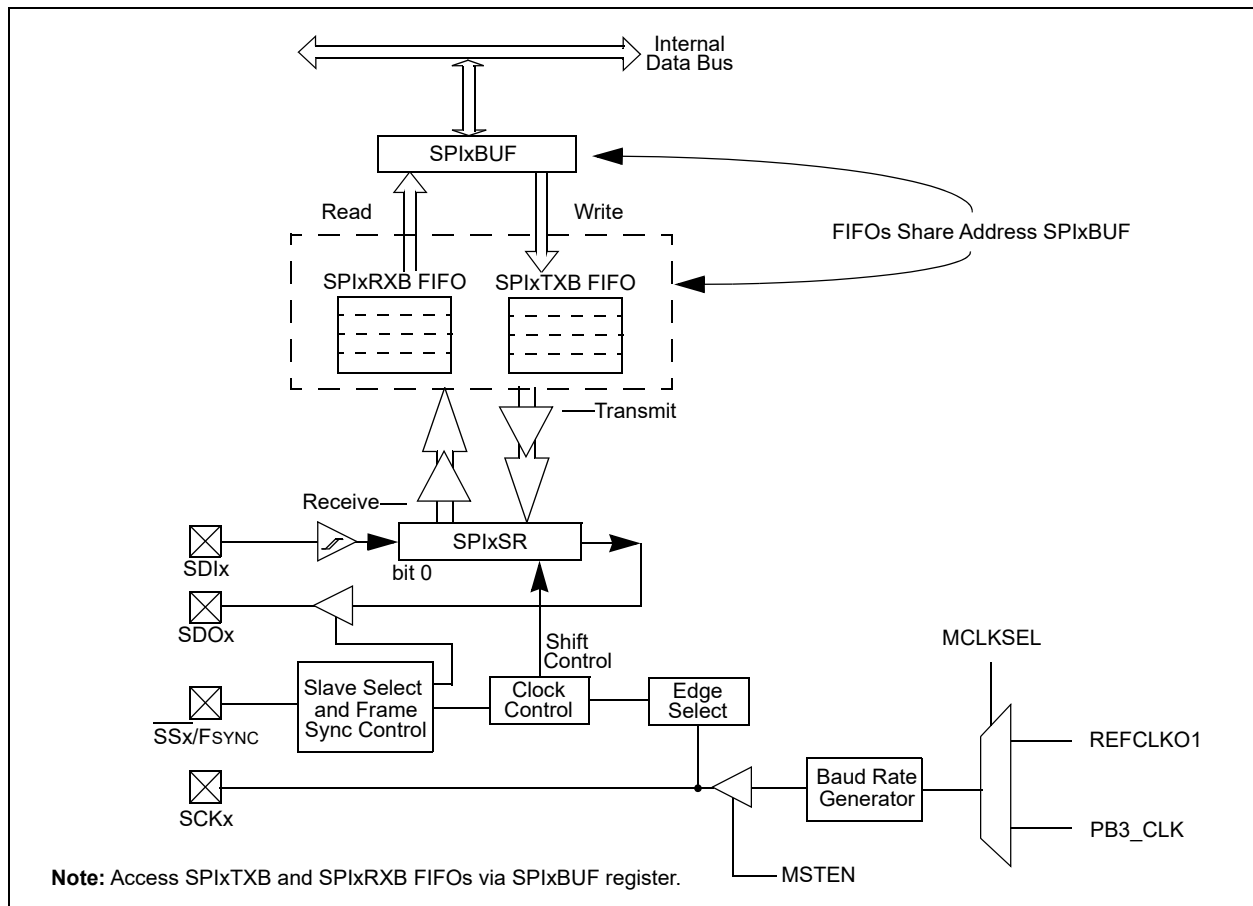 Internal
Data Bus
SPIxBUF
Read
Write
FIFOs Share Address SPIxBUF
SPIxRXB FIFO
SPIxTXB FIFO
Transmit
Receive
SPIxSR
SDIx
bit 0
SDOx
Shift
Control
MCLKSEL
Slave Select
and Frame
Sync Control
Clock
Control
Edge
Select
SSx/FSYNC
REFCLKO1
Baud Rate
Generator
SCKx
PB3_CLK
MSTEN
Note: Access SPIxTXB and SPIxRXB FIFOs via SPIxBUF register.